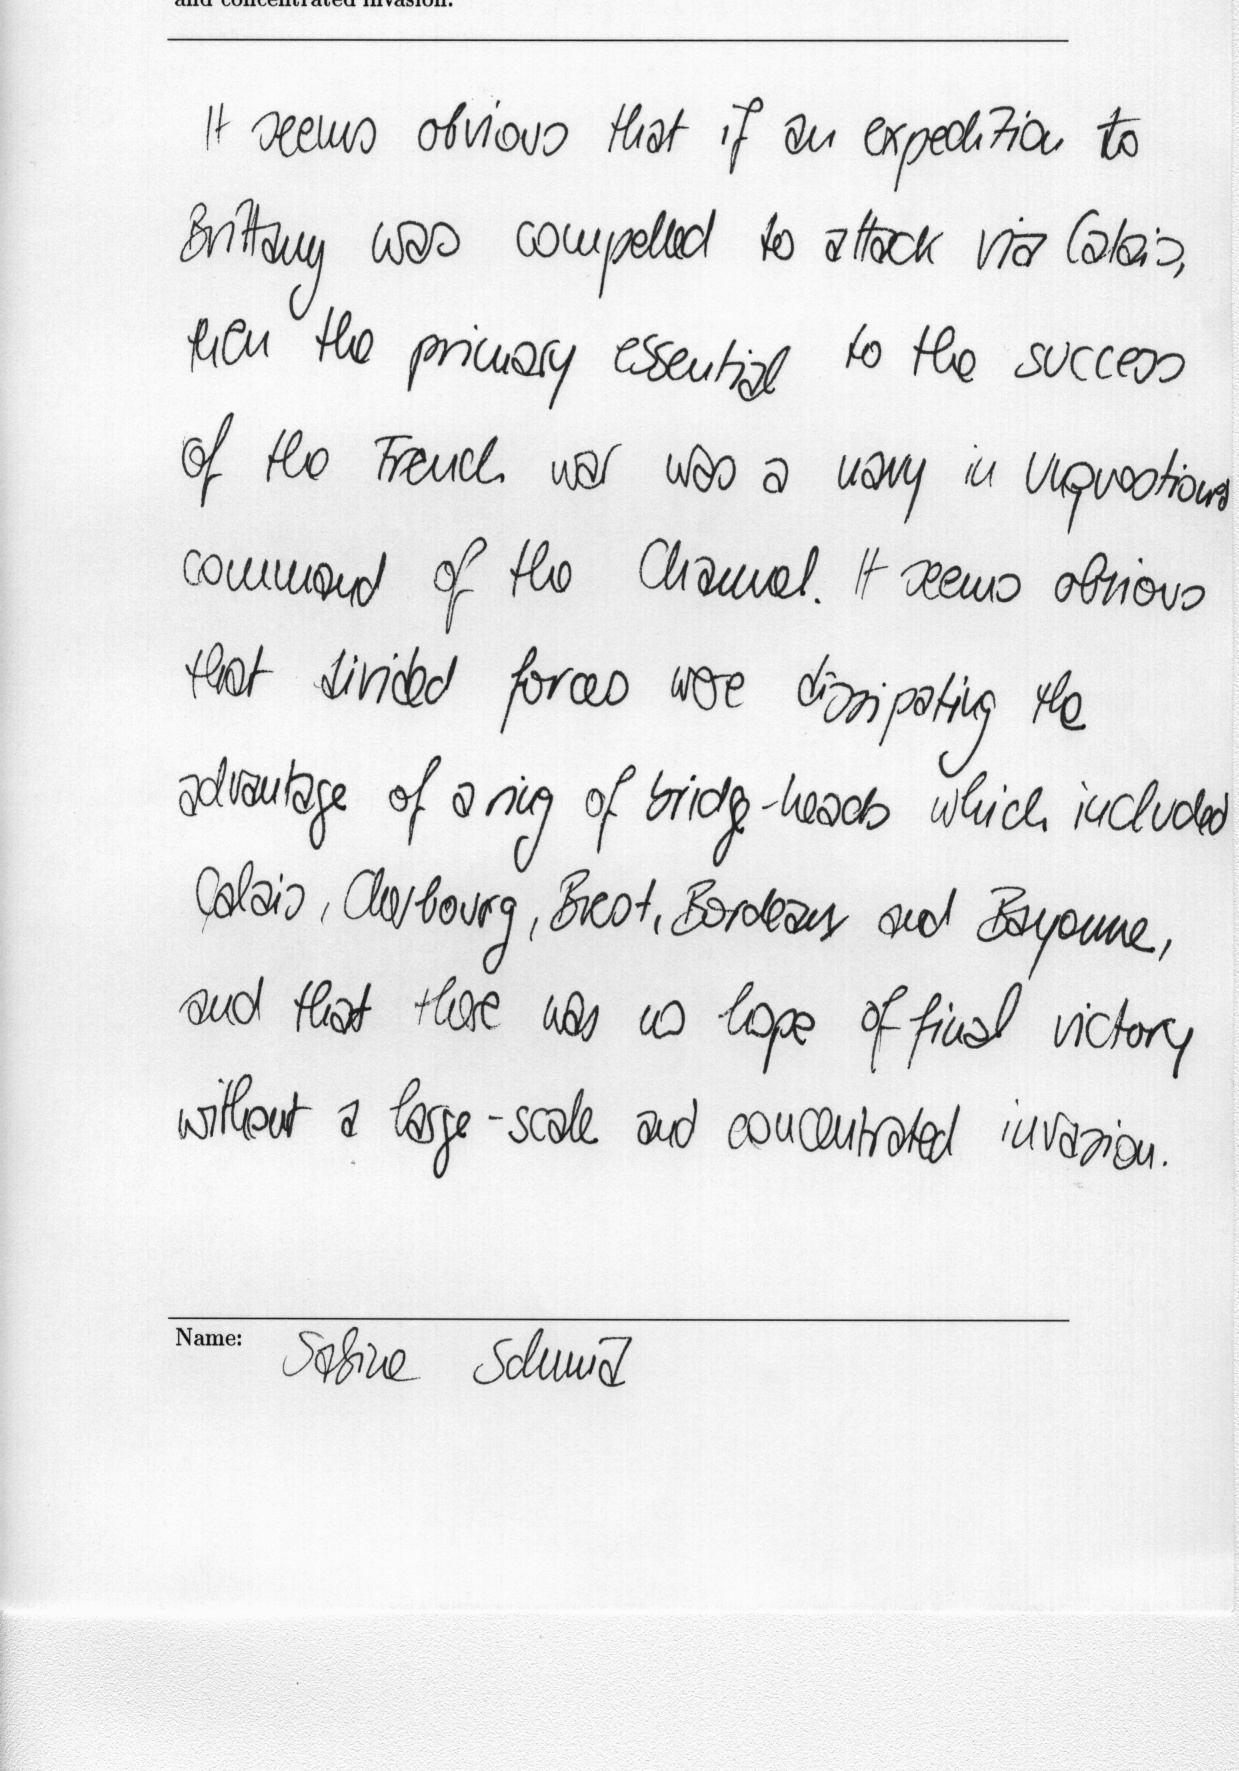 and concentrated invasion.
It seems obvious that if an expedition to
Brittany was compelled to attack via Calais,
then the primary essential to the success
of the French war was a navy in unquestioned
command of the Channel. It seems obvious
that divided forces were dissipating the
advantage of a ring of bridge-heads which included
Calais, Cherbourg, Brest, Bordeaux and Bayonne,
and that there was no hope of final victory
without a large-scale and concentrated invasion.
Name: Sabine Schmid